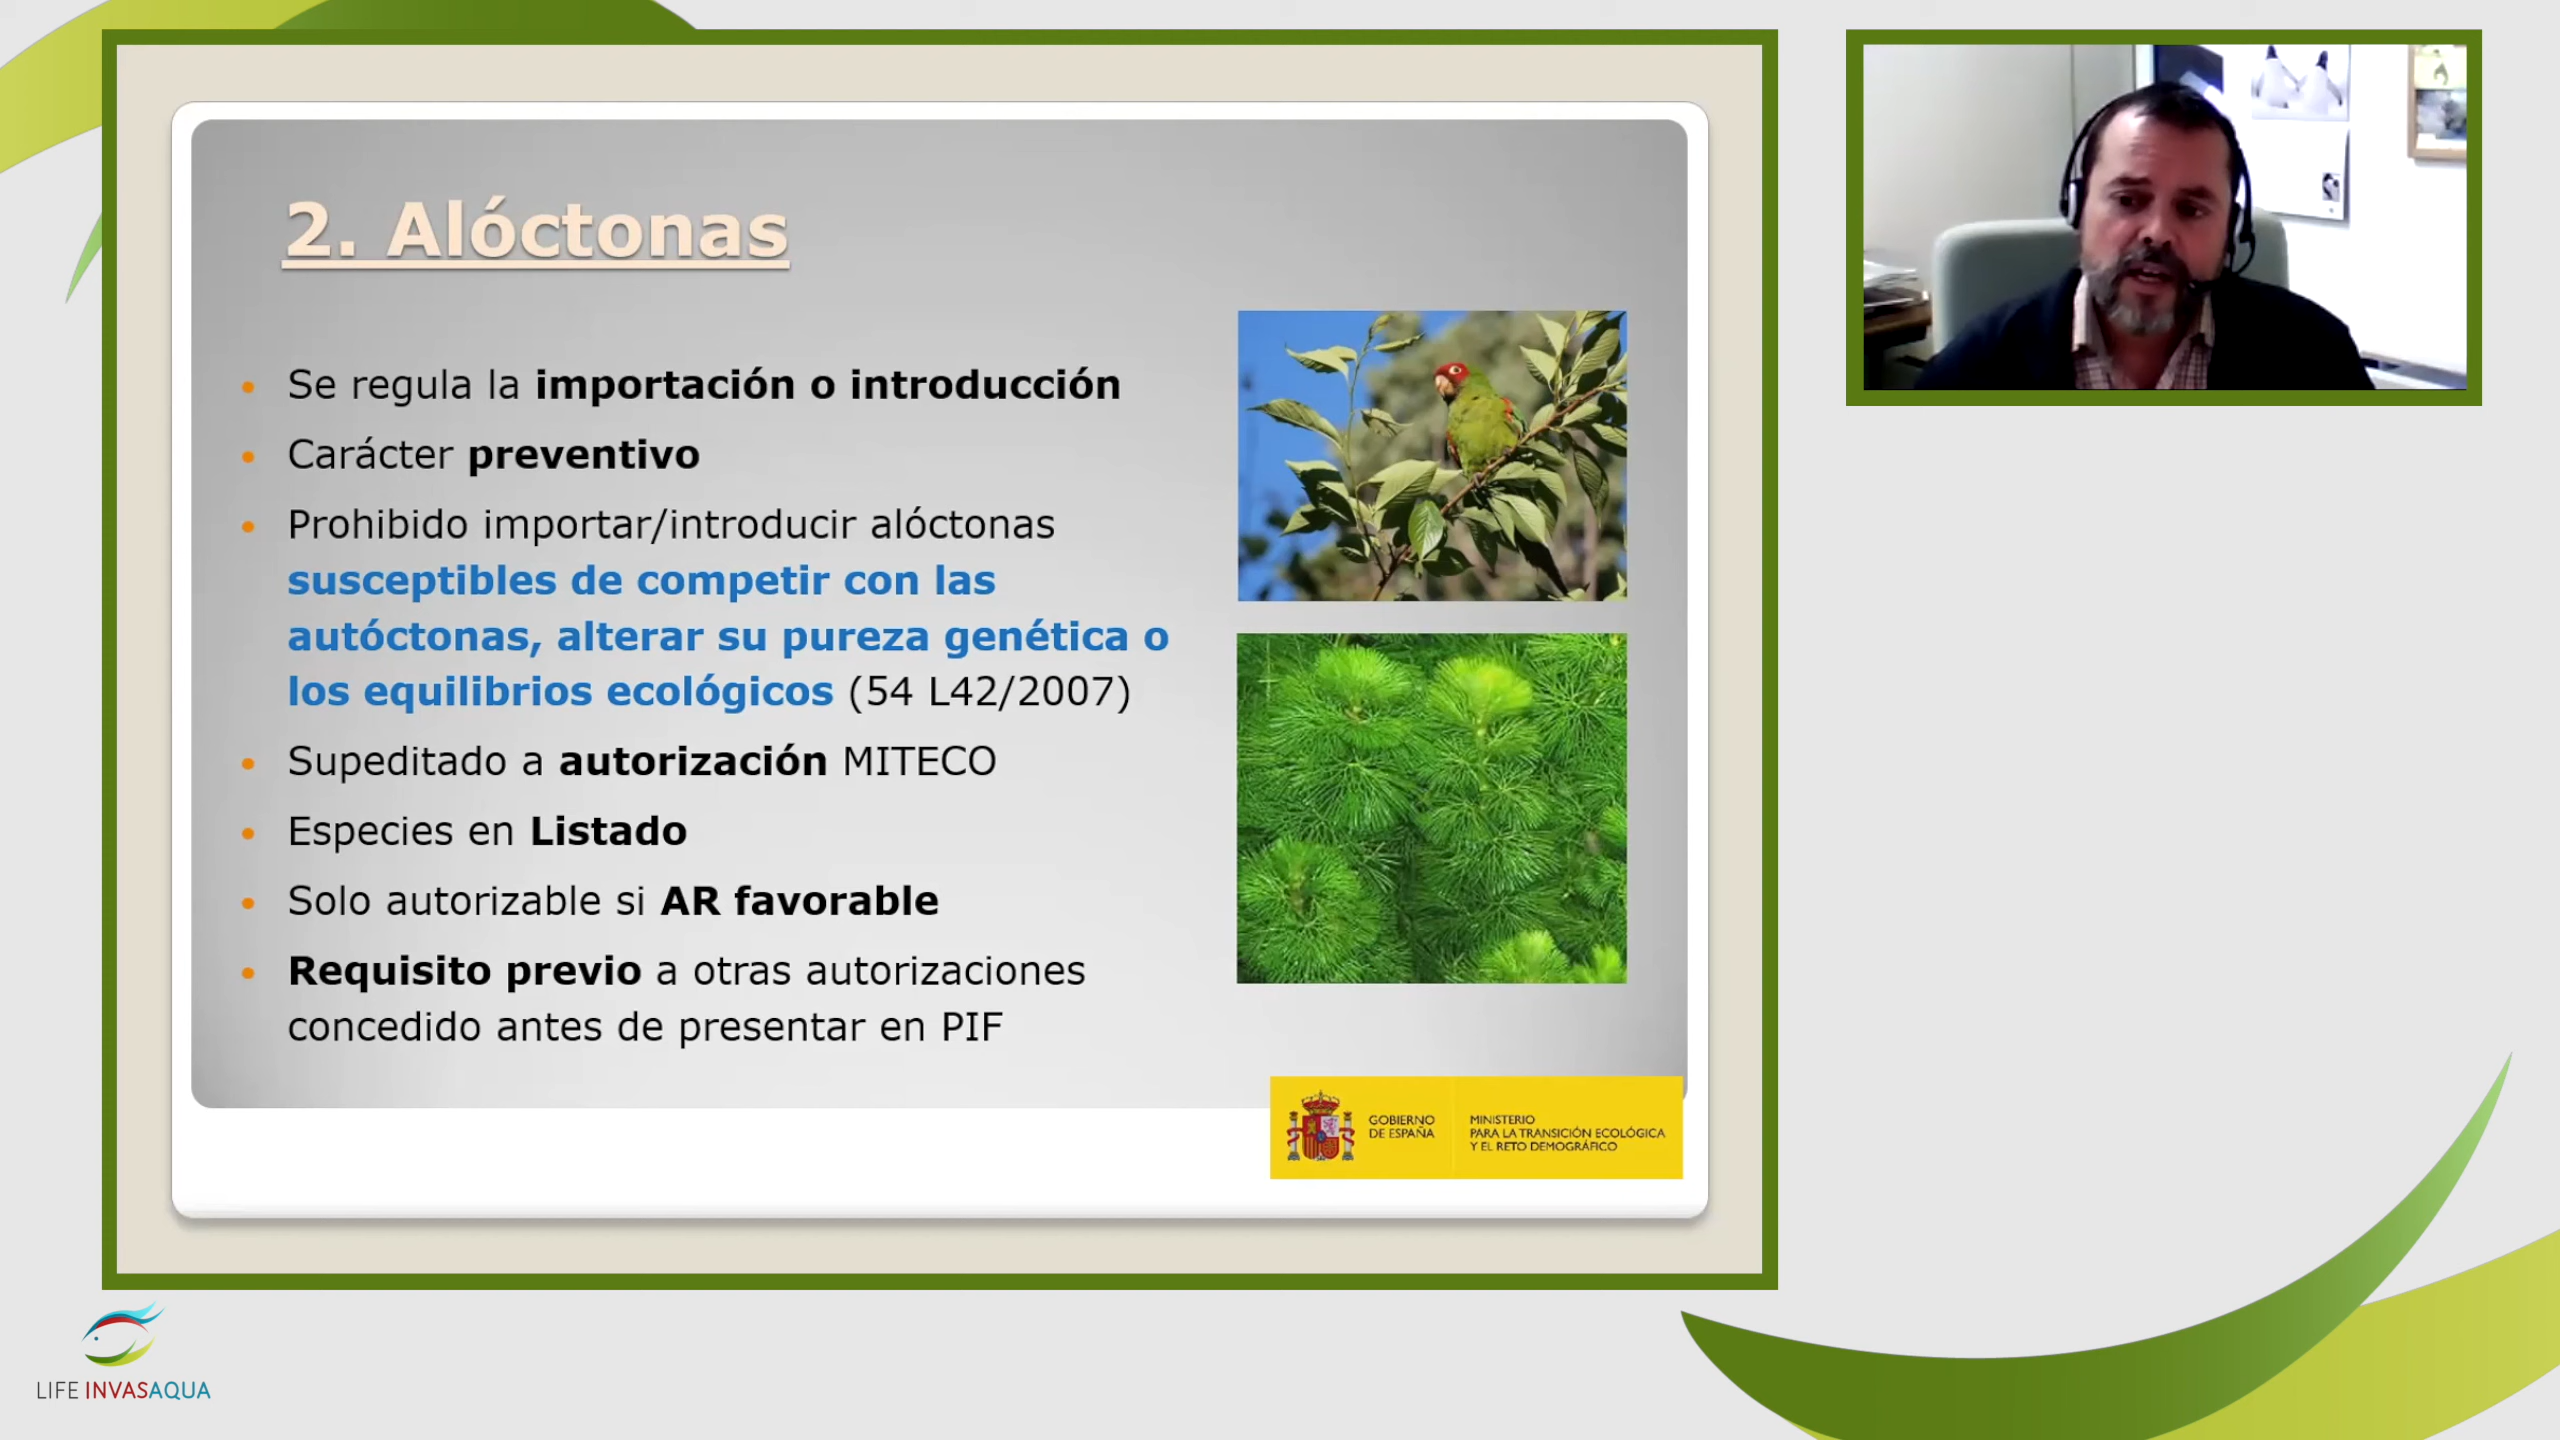 2. Alóctonas
• Se regula la importación o introducción
• Carácter preventivo
• Prohibido importar/introducir alóctonas
susceptibles de competir con las
autóctonas, alterar su pureza genética o
los equilibrios ecológicos (54 L42/2007)
• Supeditado a autorización MITECO
• Especies en Listado
• Solo autorizable si AR favorable
• Requisito previo a otras autorizaciones
concedido antes de presentar en PIF
GOBIERNO
DE ESPAÑA
MINISTERIO
PARA LA TRANSICIÓN ECOLÓGICA
Y EL RETO DEMOGRÁFICO
LIFE INVASAQUA